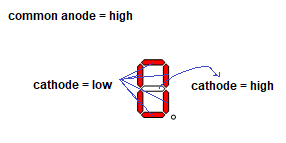 common anode = high
cathode = low
cathode = high